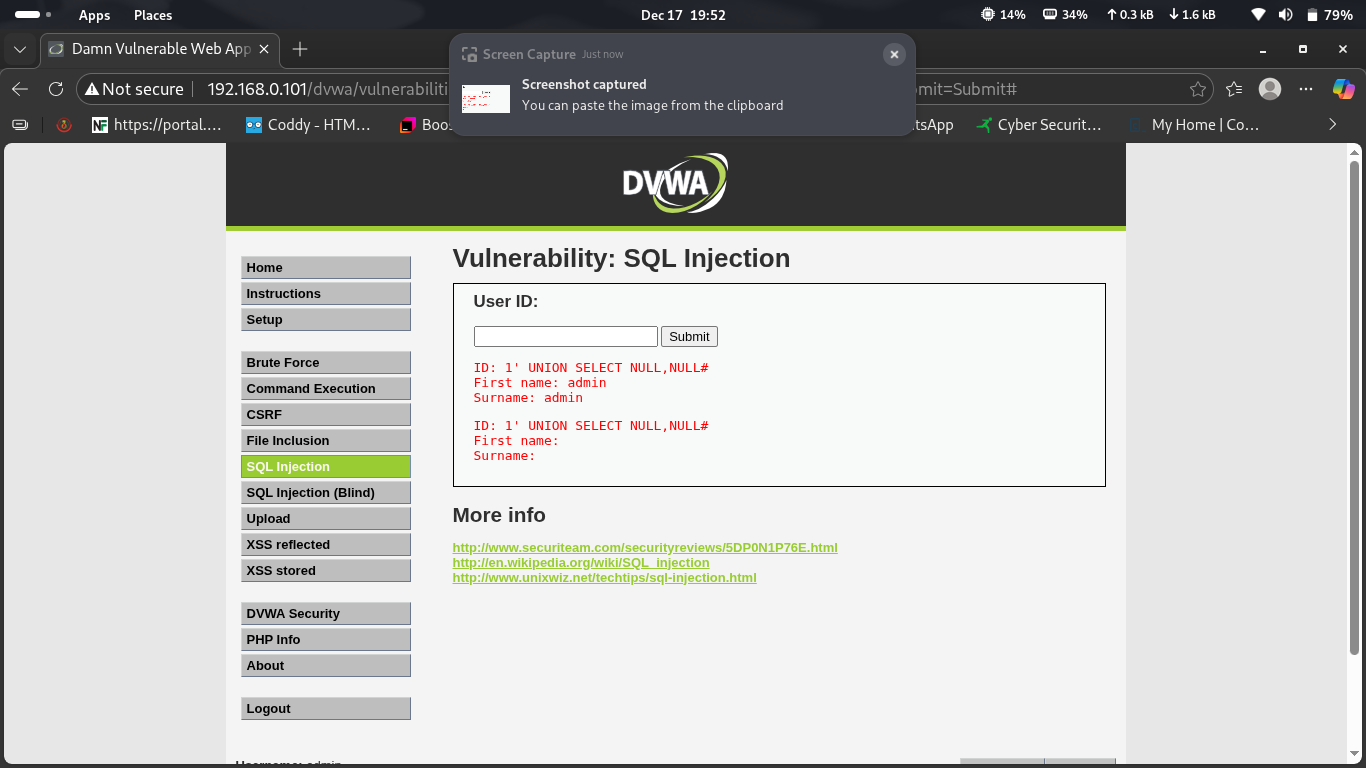 Apps Places Dec 17 19:52 14% 34% 0.3 kB 1.6 kB 79%
Damn Vulnerable Web App
Screen Capture Just now
Screenshot captured
You can paste the image from the clipboard
Not secure 192.168.0.101/dvwa/vulnerabiliti mit=Submit#
https://portal.… Coddy - HTM… Boos tsApp Cyber Securit… My Home | Co…
DVWA
Home
Instructions
Setup
Brute Force
Command Execution
CSRF
File Inclusion
SQL Injection
SQL Injection (Blind)
Upload
XSS reflected
XSS stored
DVWA Security
PHP Info
About
Logout
Vulnerability: SQL Injection
User ID:
Submit
ID: 1' UNION SELECT NULL,NULL#
First name: admin
Surname: admin
ID: 1' UNION SELECT NULL,NULL#
First name:
Surname:
More info
http://www.securiteam.com/securityreviews/5DP0N1P76E.html
http://en.wikipedia.org/wiki/SQL_injection
http://www.unixwiz.net/techtips/sql-injection.html
Username: admin